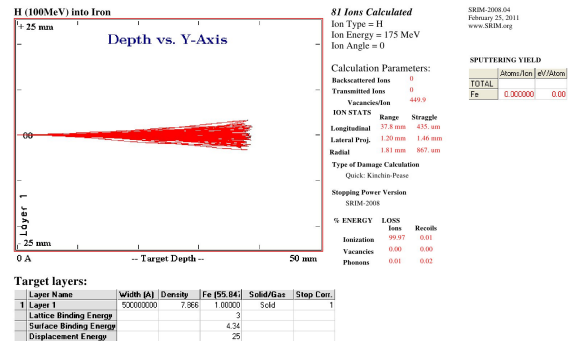 H (100MeV) into Iron
+ 25 mm
Depth vs. Y-Axis
00
Layer 1
25 mm
0 A
-- Target Depth --
50 mm
81 Ions Calculated
Ion Type = H
Ion Energy = 175 MeV
Ion Angle = 0
Calculation Parameters:
Backscattered Ions 0
Transmitted Ions 0
Vacancies/Ion 449.9
ION STATS Range Straggle
Longitudinal 37.8 mm 435. um
Lateral Proj. 1.20 mm 1.46 mm
Radial 1.81 mm 867. um
Type of Damage Calculation
Quick: Kinchin-Pease
Stopping Power Version
SRIM-2008
% ENERGY LOSS
Ions Recoils
Ionization 99.97 0.01
Vacancies 0.00 0.00
Phonons 0.01 0.02
SRIM-2008.04
February 25, 2011
www.SRIM.org
SPUTTERING YIELD
Atoms/Ion eV/Atom
TOTAL
Fe 0.000000 0.00
Target layers:
Layer Name Width (A) Density Fe (55.847 Solid/Gas Stop Corr.
1 Layer 1 500000000 7.866 1.00000 Solid 1
Lattice Binding Energy 3
Surface Binding Energy 4.34
Displacement Energy 25